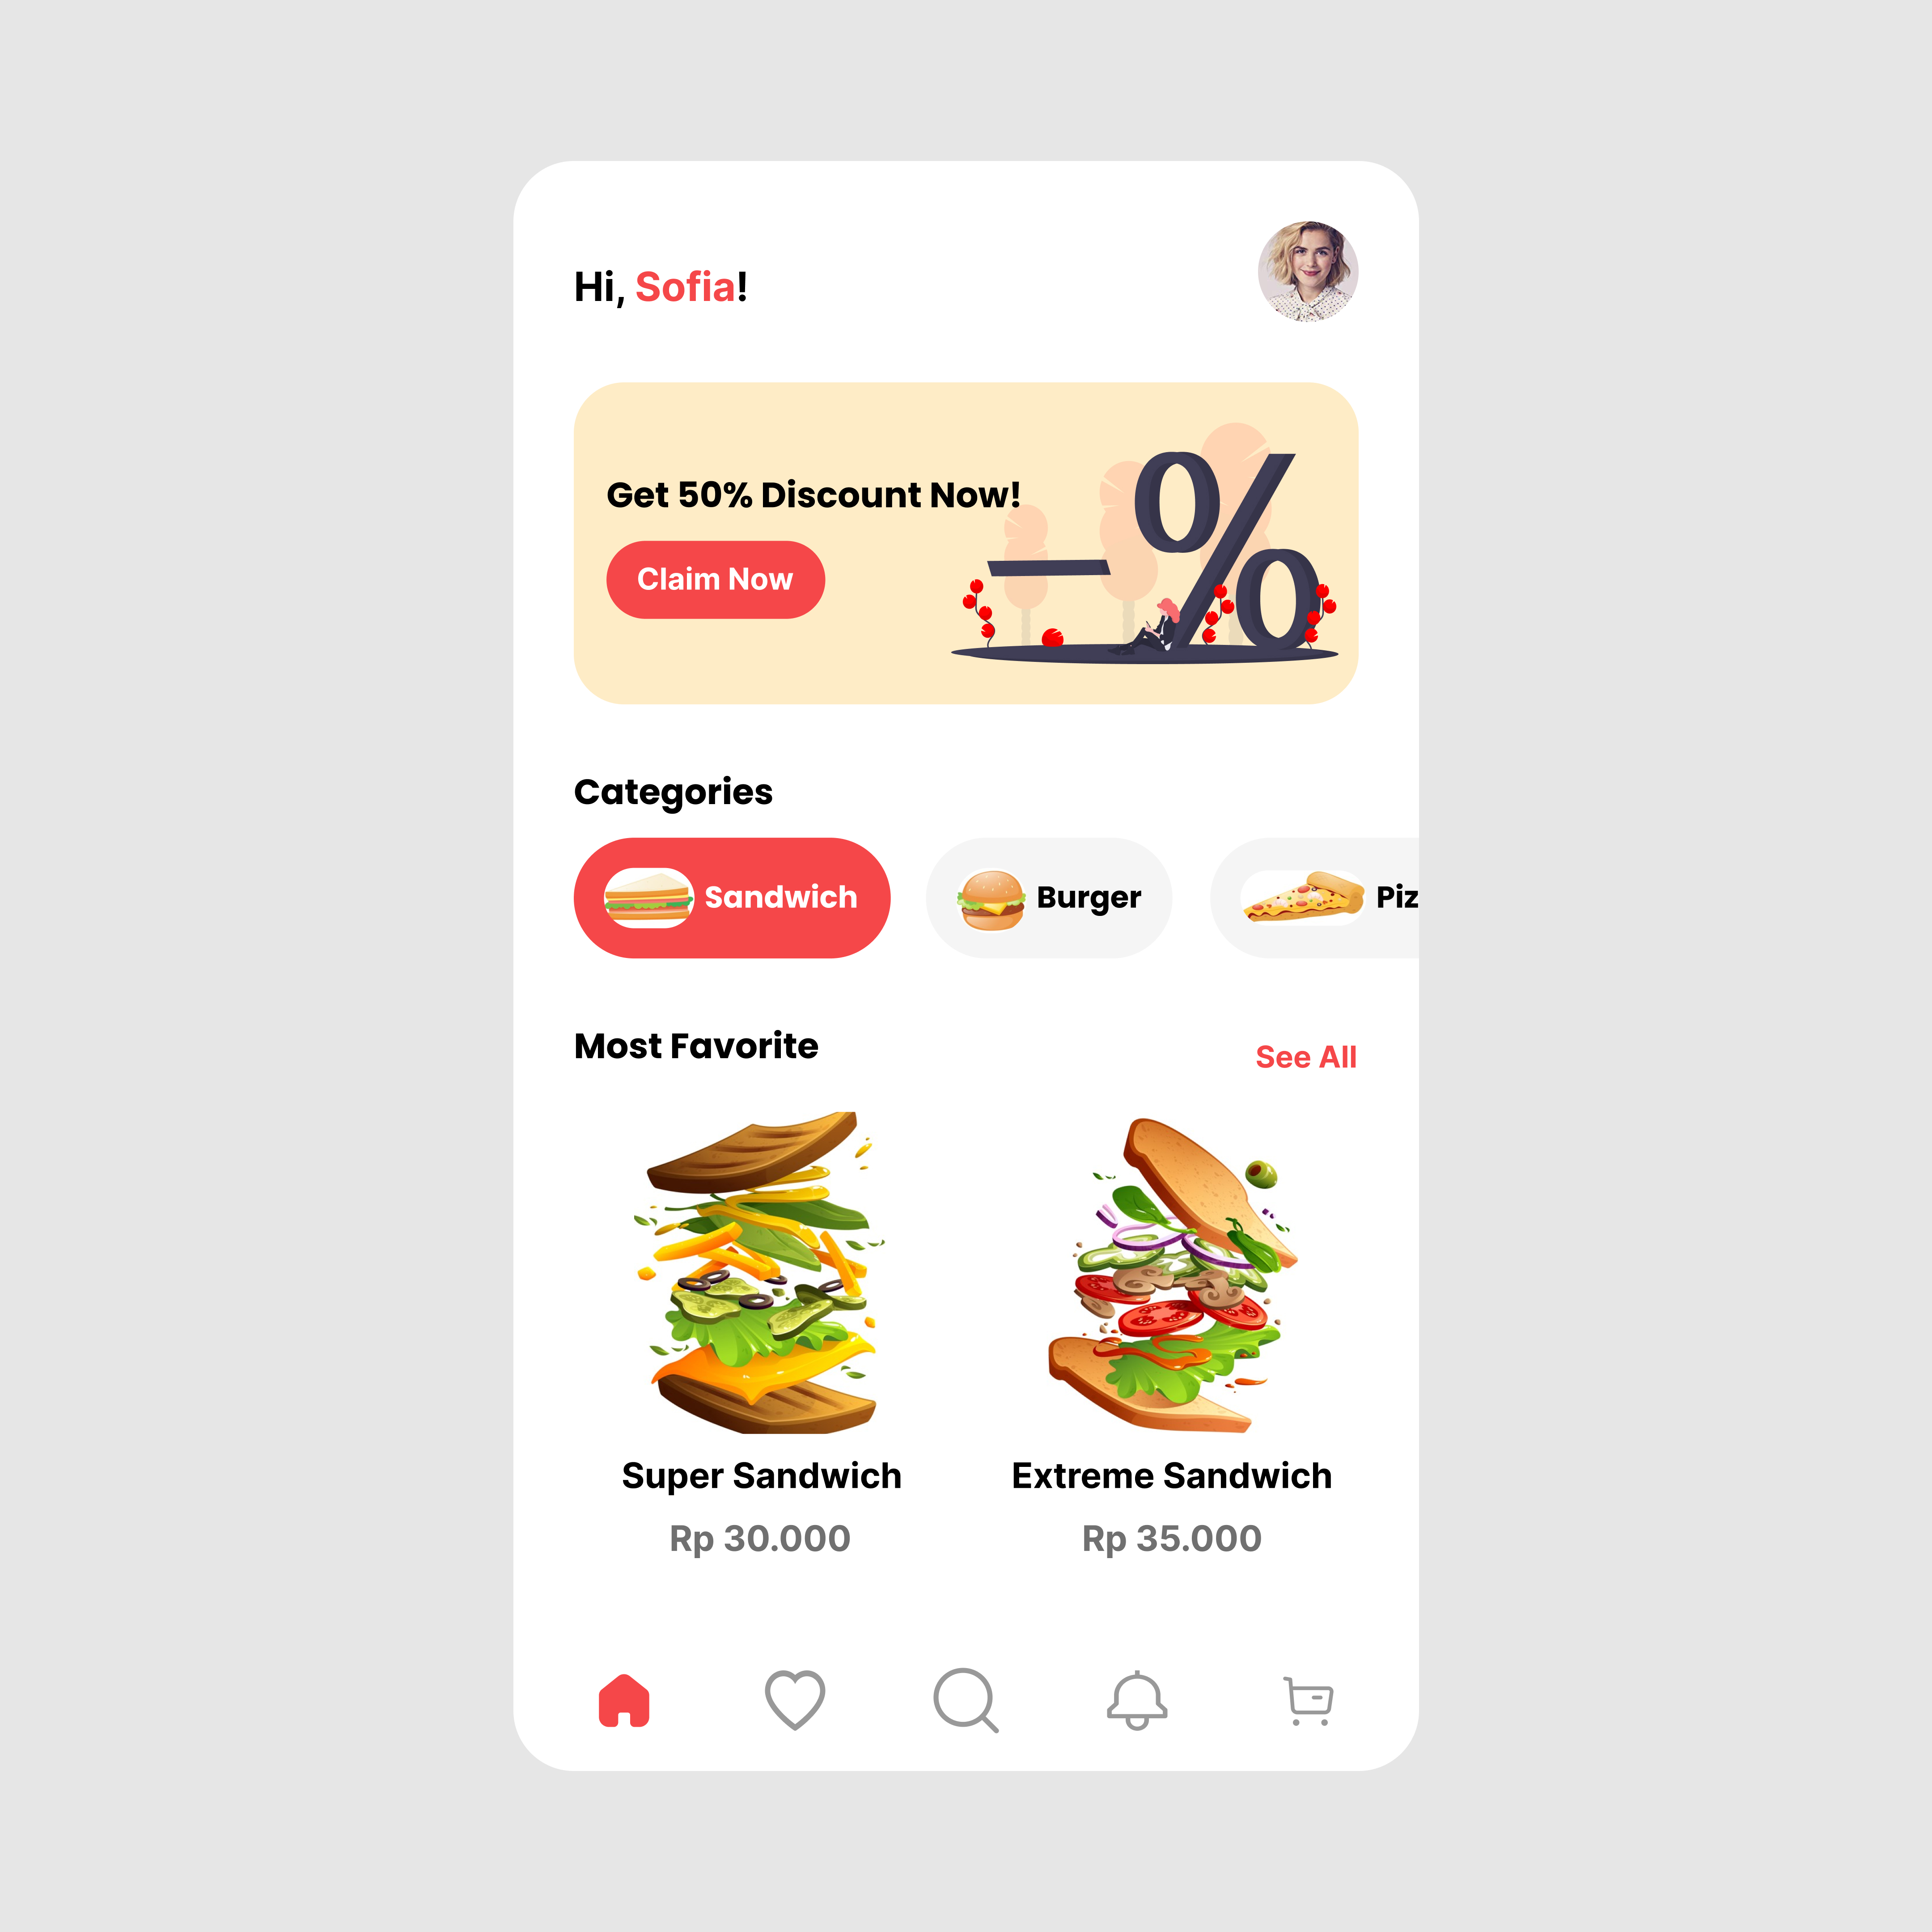 Hi, Sofia!
Get 50% Discount Now!
Claim Now
Categories
Sandwich
Burger
Piz
Most Favorite
See All
Super Sandwich
Extreme Sandwich
Rp 30.000
Rp 35.000